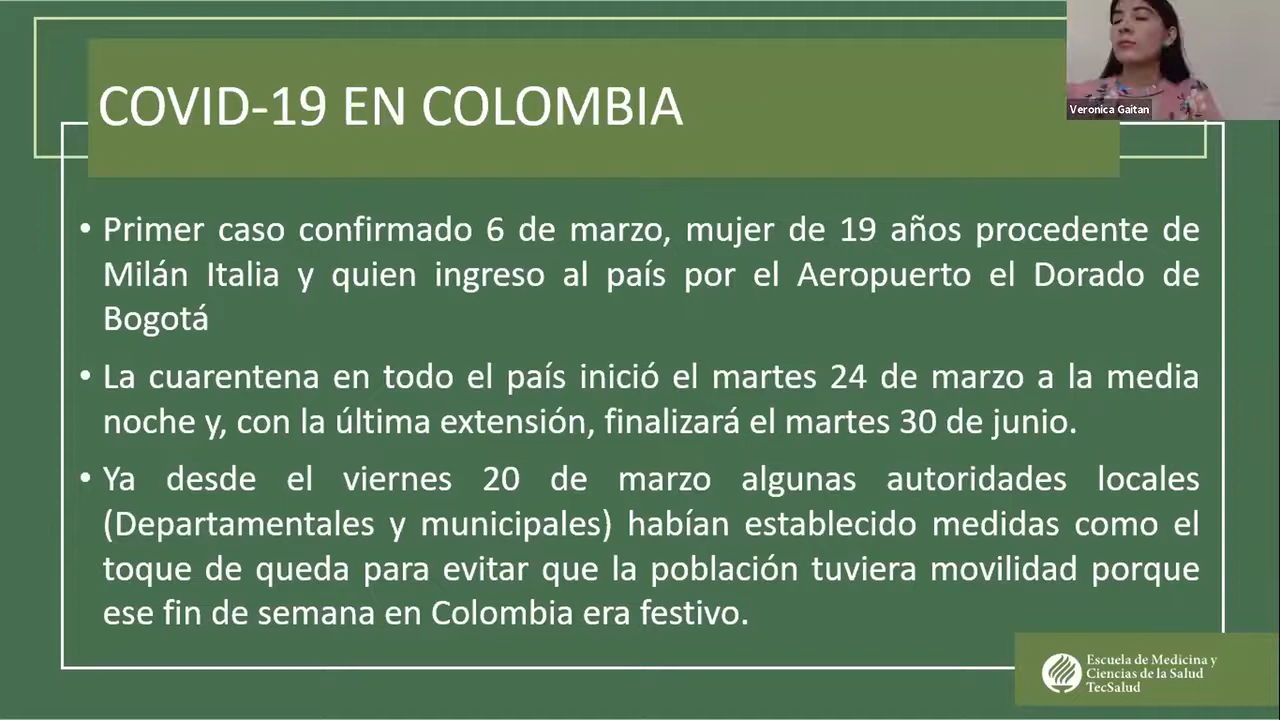 COVID-19 EN COLOMBIA
Veronica Gaitan
• Primer caso confirmado 6 de marzo, mujer de 19 años procedente de
Milán Italia y quien ingreso al país por el Aeropuerto el Dorado de
Bogotá
• La cuarentena en todo el país inició el martes 24 de marzo a la media
noche y, con la última extensión, finalizará el martes 30 de junio.
• Ya desde el viernes 20 de marzo algunas autoridades locales
(Departamentales y municipales) habían establecido medidas como el
toque de queda para evitar que la población tuviera movilidad porque
ese fin de semana en Colombia era festivo.
Escuela de Medicina y
Ciencias de la Salud
TecSalud